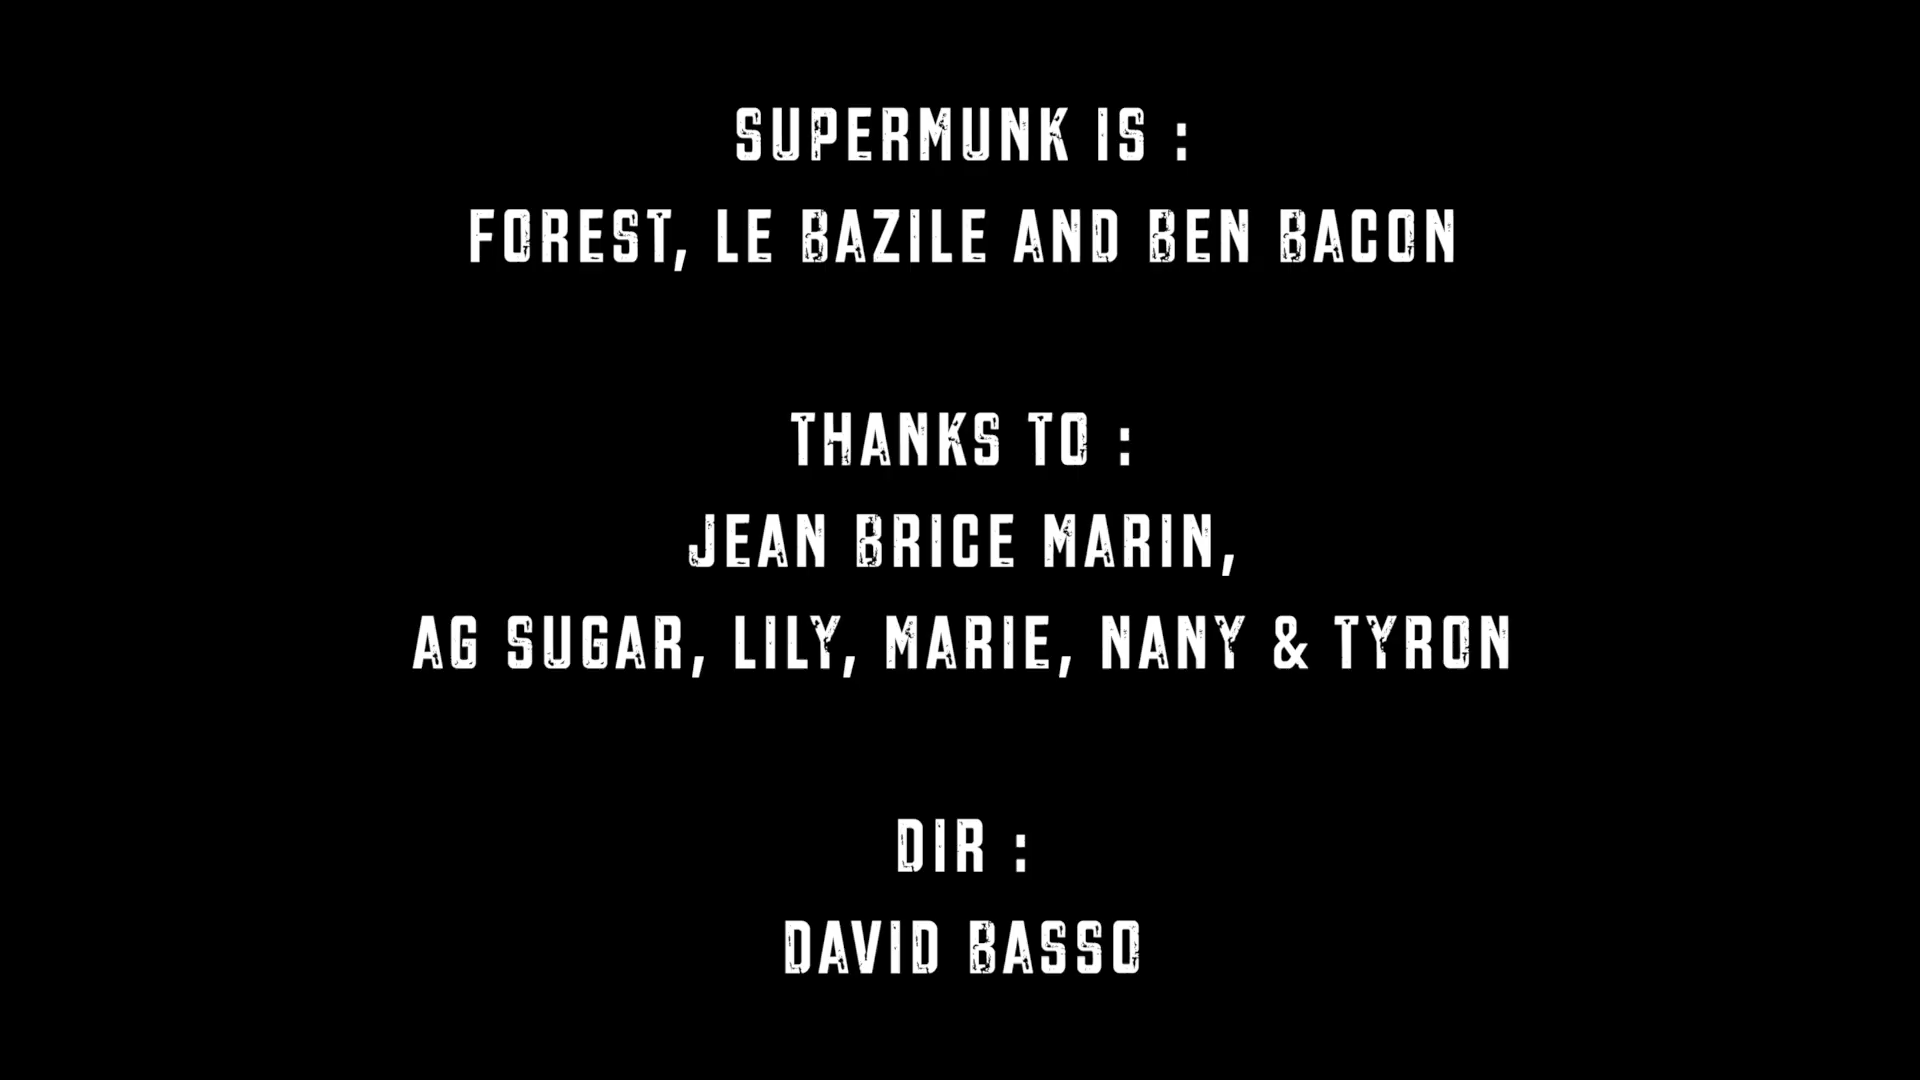 SUPERMUNK IS :
FOREST, LE BAZILE AND BEN BACON
THANKS TO :
JEAN BRICE MARIN,
AG SUGAR, LILY, MARIE, NANY & TYRON
DIR :
DAVID BASSO